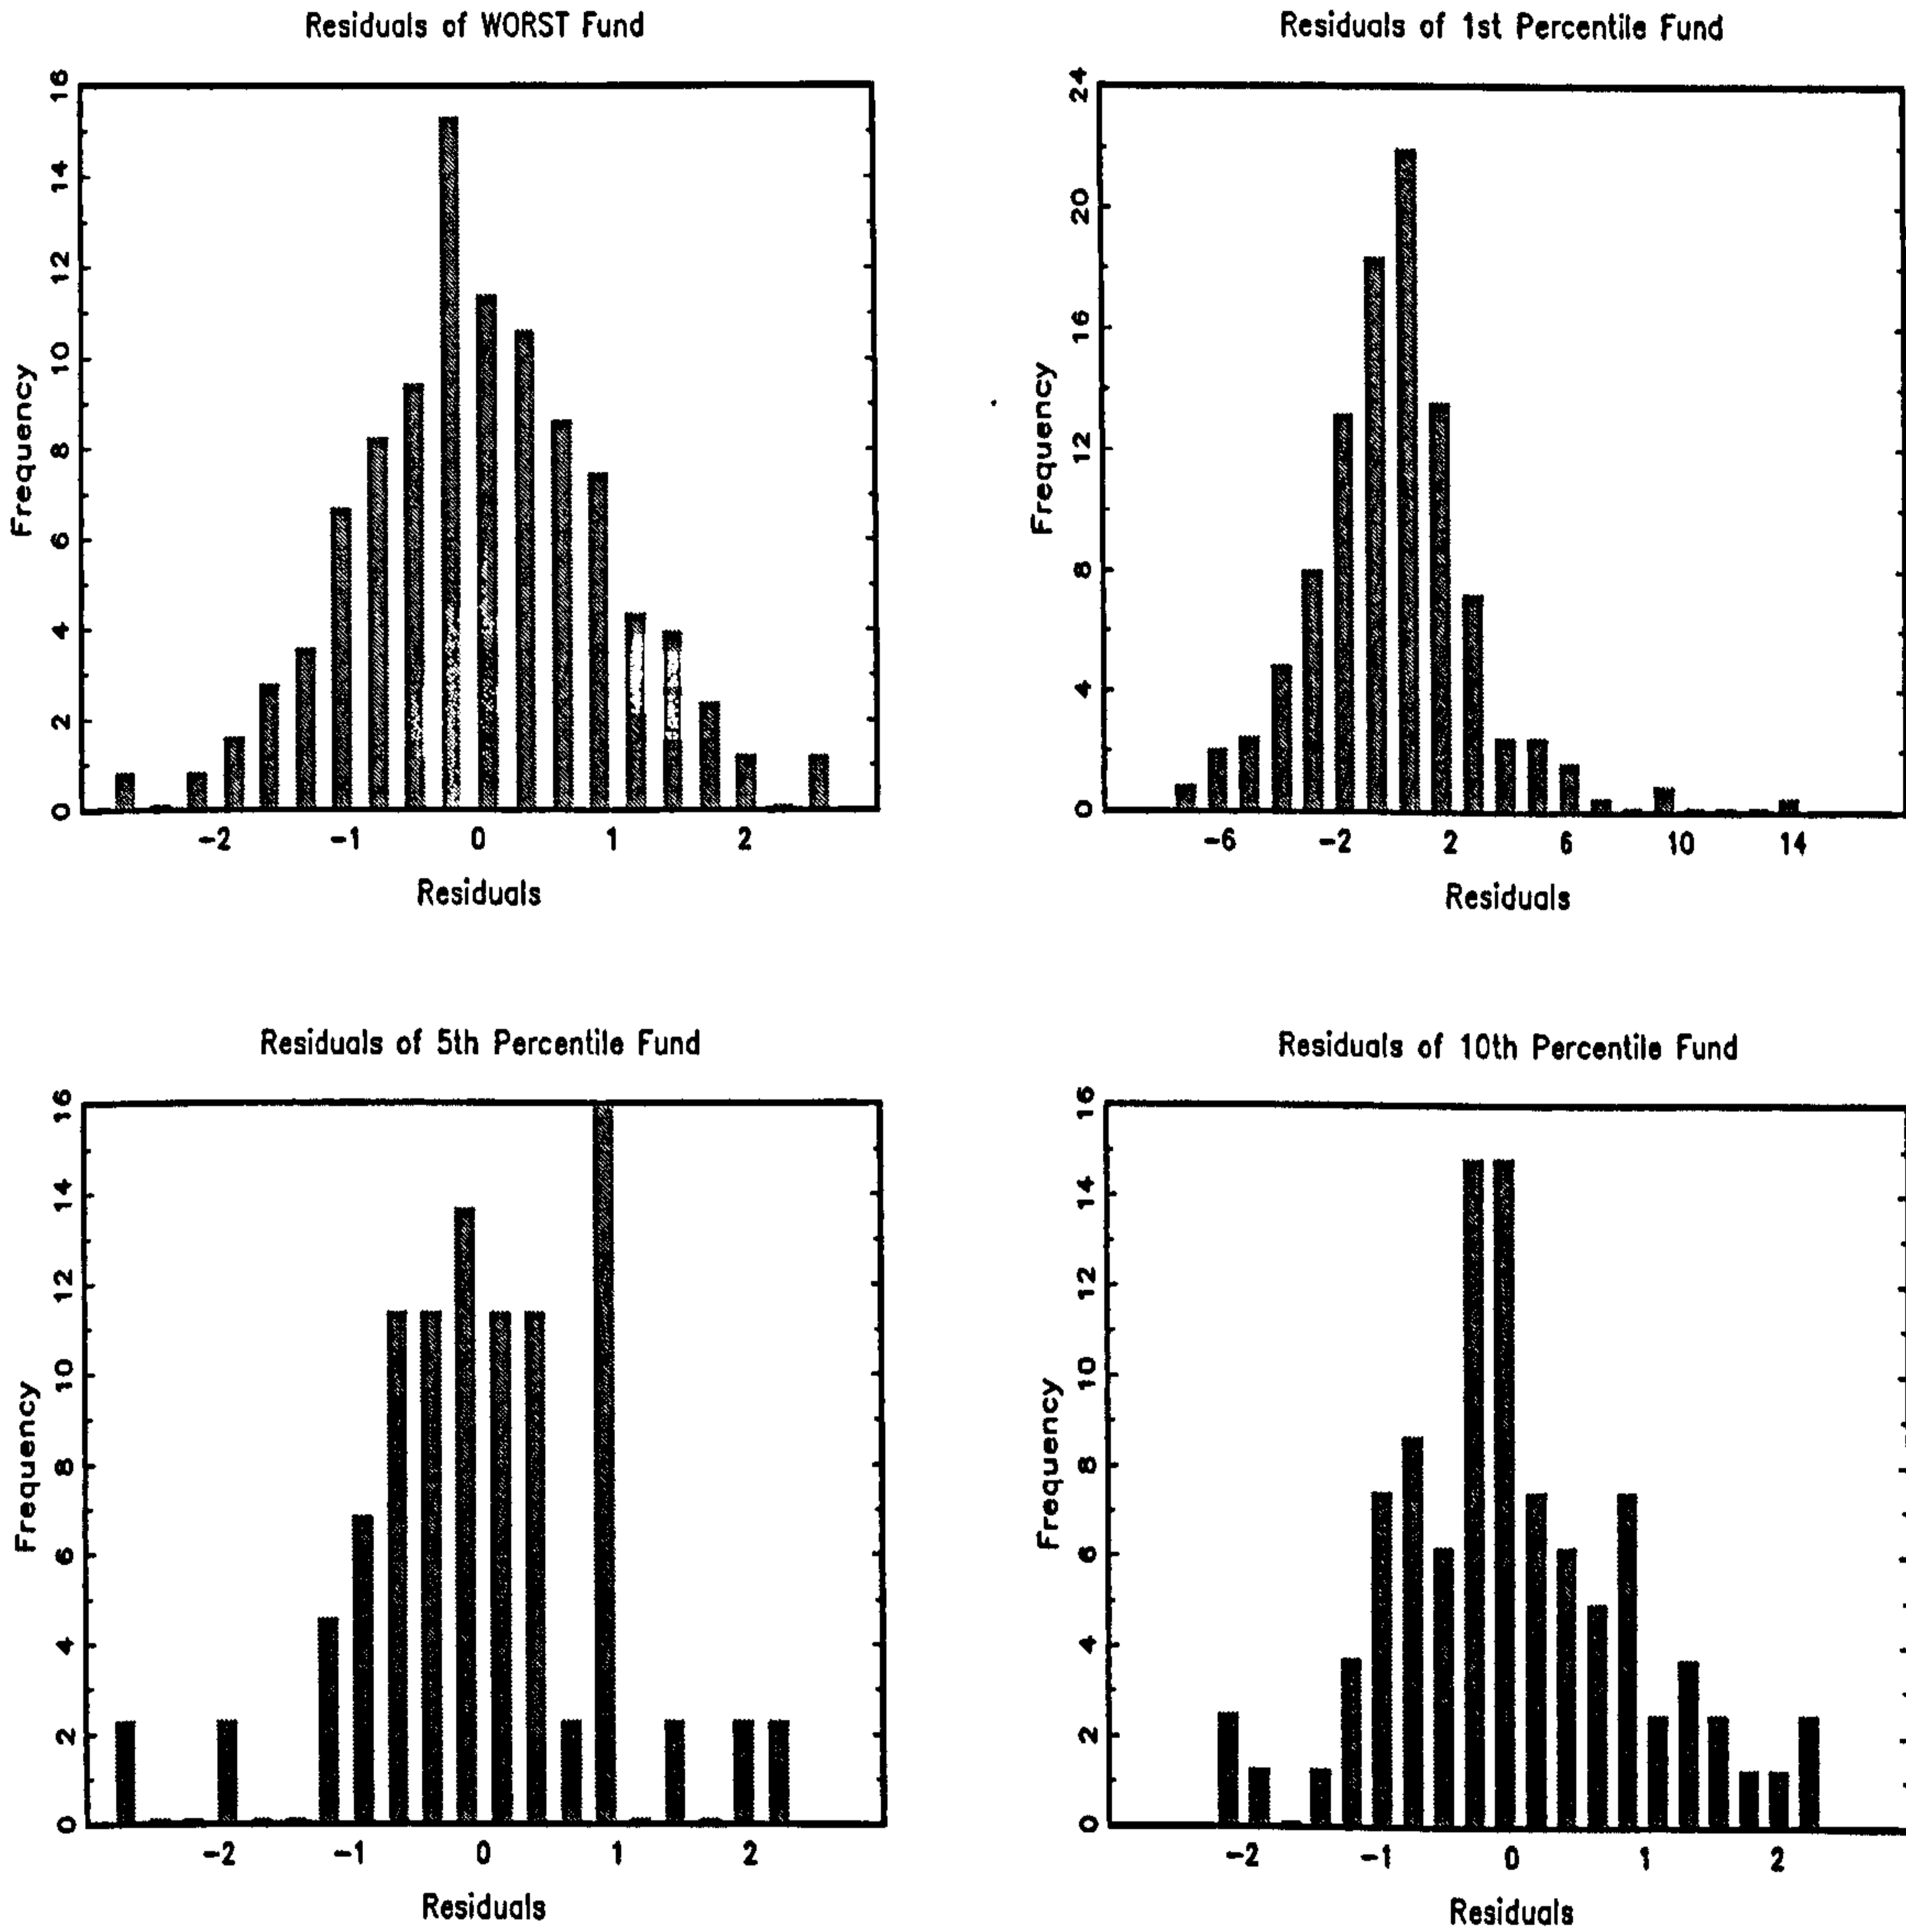 Residuals of WORST Fund
16
14
12
10
8
6
4
2
0
Frequency
-2 -1 0 1 2
Residuals
Residuals of 1st Percentile Fund
24
20
16
12
8
4
0
Frequency
-6 -2 2 6 10 14
Residuals
Residuals of 5th Percentile Fund
16
14
12
10
8
6
4
2
0
Frequency
-2 -1 0 1 2
Residuals
Residuals of 10th Percentile Fund
16
14
12
10
8
6
4
2
0
Frequency
-2 -1 0 1 2
Residuals